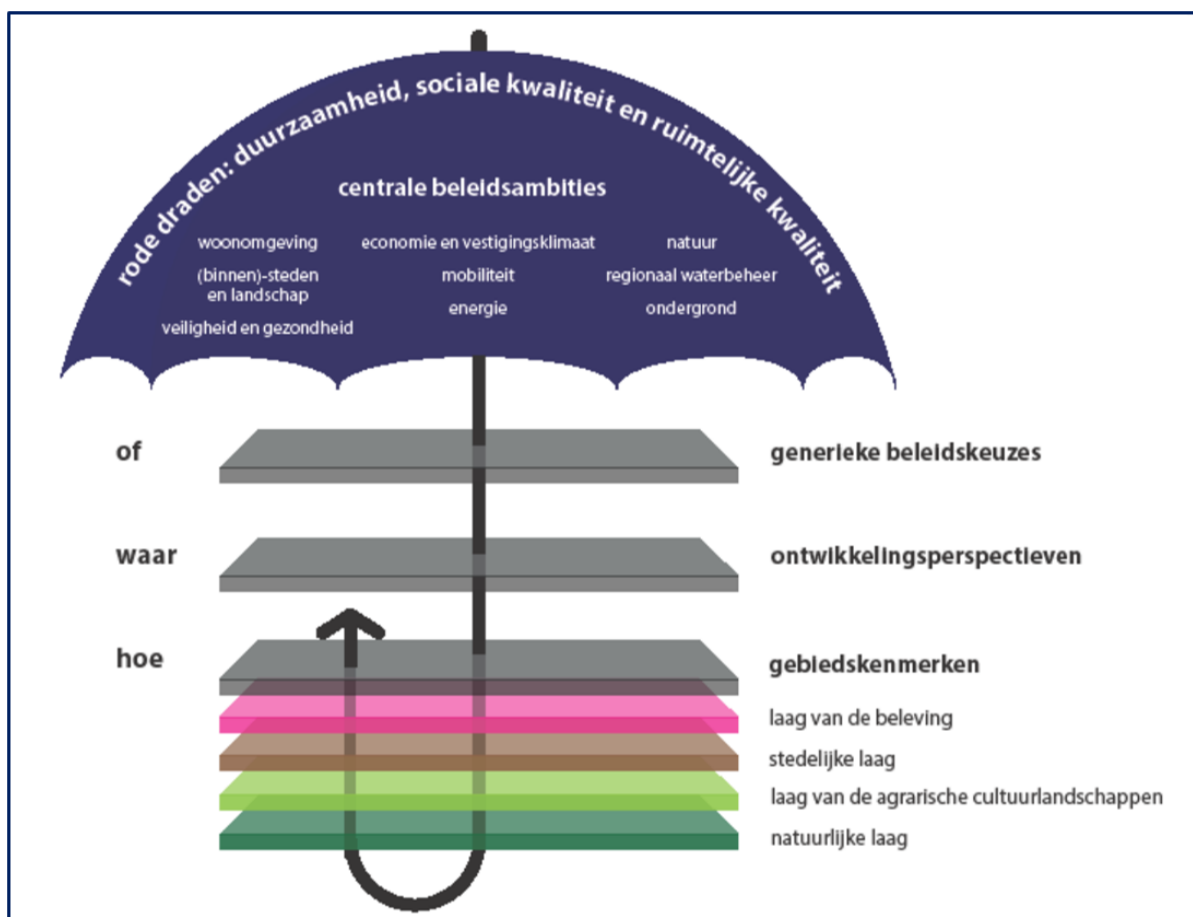 rode draden: duurzaamheid, sociale kwaliteit en ruimtelijke kwaliteit
centrale beleidsambities
woonomgeving
(binnen)-steden
en landschap
veiligheid en gezondheid
economie en vestigingsklimaat
mobiliteit
energie
natuur
regionaal waterbeheer
ondergrond
of
generieke beleidskeuzes
waar
ontwikkelingsperspectieven
hoe
gebiedskenmerken
laag van de beleving
stedelijke laag
laag van de agrarische cultuurlandschappen
natuurlijke laag